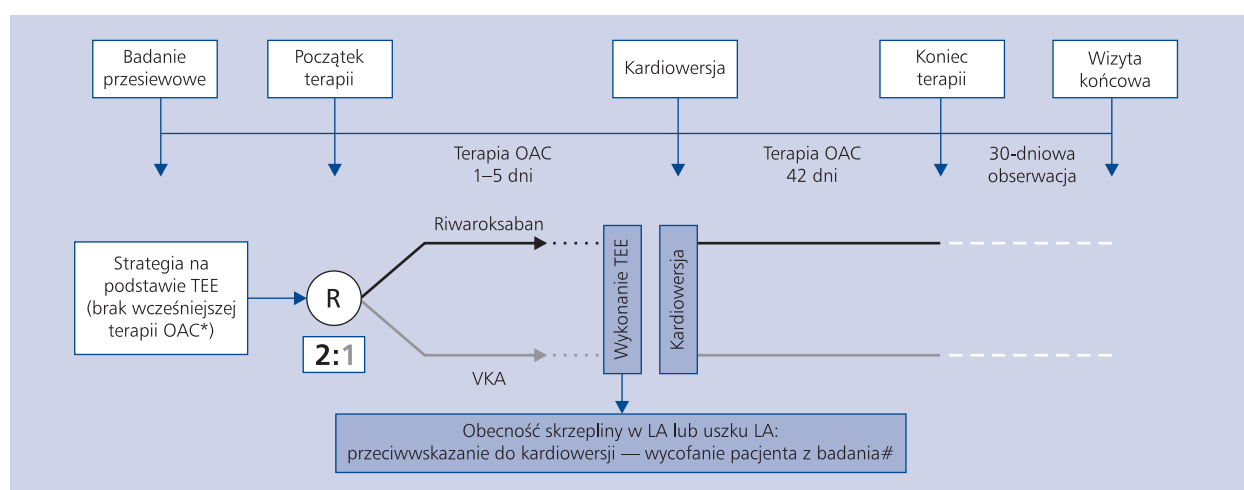 Badanie
przesiewowe
Początek
terapii
Kardiowersja
Koniec
terapii
Wizyta
końcowa
Terapia OAC
1–5 dni
Terapia OAC
42 dni
30-dniowa
obserwacja
Strategia na
podstawie TEE
(brak wcześniejszej
terapii OAC*)
R
2:1
Riwaroksaban
VKA
Wykonanie TEE
Kardiowersja
Obecność skrzepliny w LA lub uszku LA:
przeciwwskazanie do kardiowersji — wycofanie pacjenta z badania#